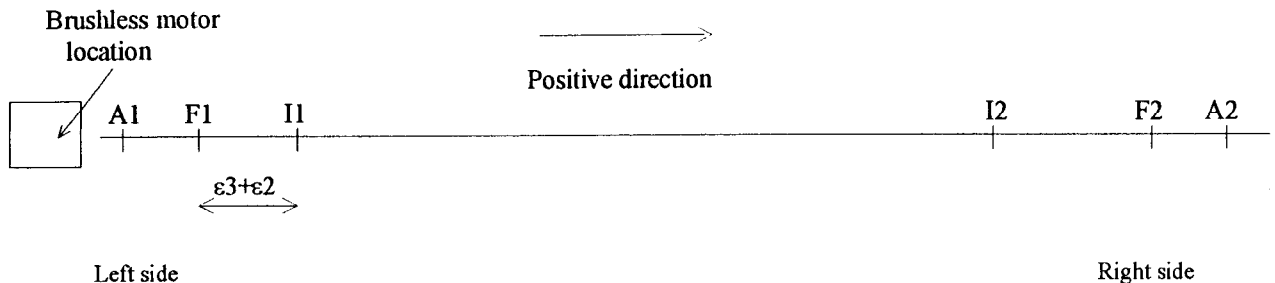 Brushless motor
location
Positive direction
A1 F1 I1 I2 F2 A2
ε3+ε2
Left side Right side